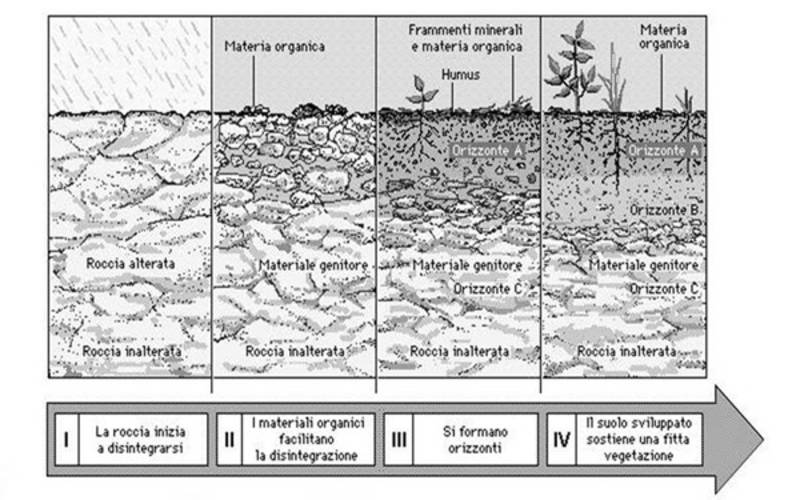 Roccia alterata
Roccia inalterata
Materia organica
Materiale genitore
Roccia inalterata
Frammenti minerali
e materia organica
Humus
Orizzonte A
Materiale genitore
Orizzonte C
Roccia inalterata
Materia
organica
Orizzonte A
Orizzonte B
Materiale genitore
Orizzonte C
Roccia inalterata
I
La roccia inizia
a disintegrarsi
II
I materiali organici
facilitano
la disintegrazione
III
Si formano
orizzonti
IV
Il suolo sviluppato
sostiene una fitta
vegetazione